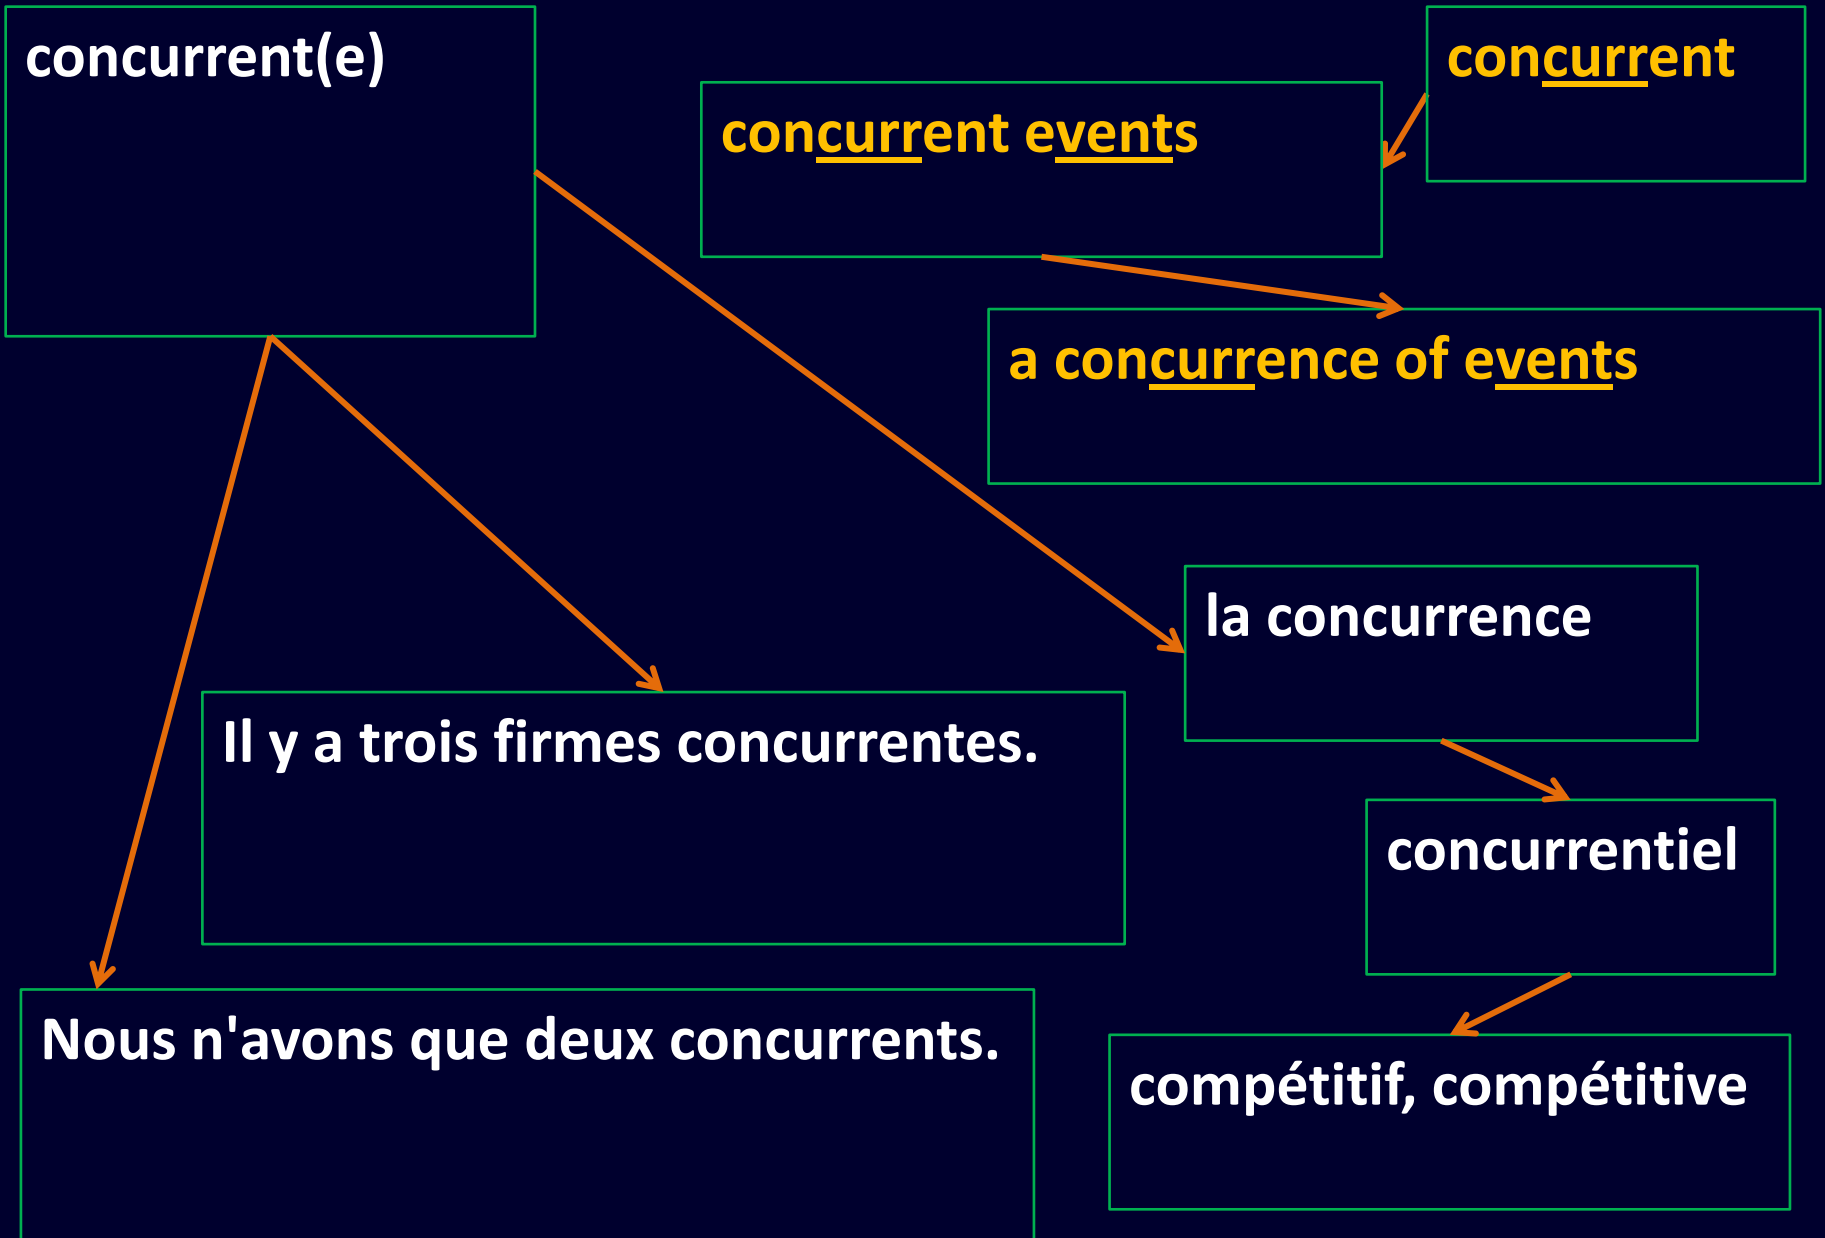 concurrent(e)
concurrent
concurrent events
a concurrence of events
la concurrence
Il y a trois firmes concurrentes.
concurrentiel
Nous n'avons que deux concurrents.
compétitif, compétitive